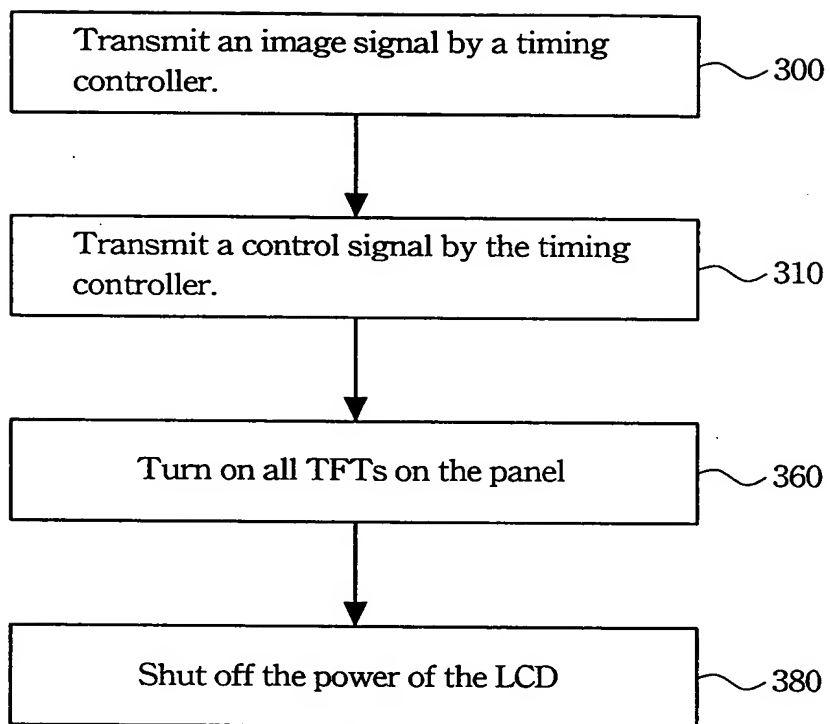 Transmit an image signal by a timing
controller.
300
Transmit a control signal by the timing
controller.
310
Turn on all TFTs on the panel
360
Shut off the power of the LCD
380